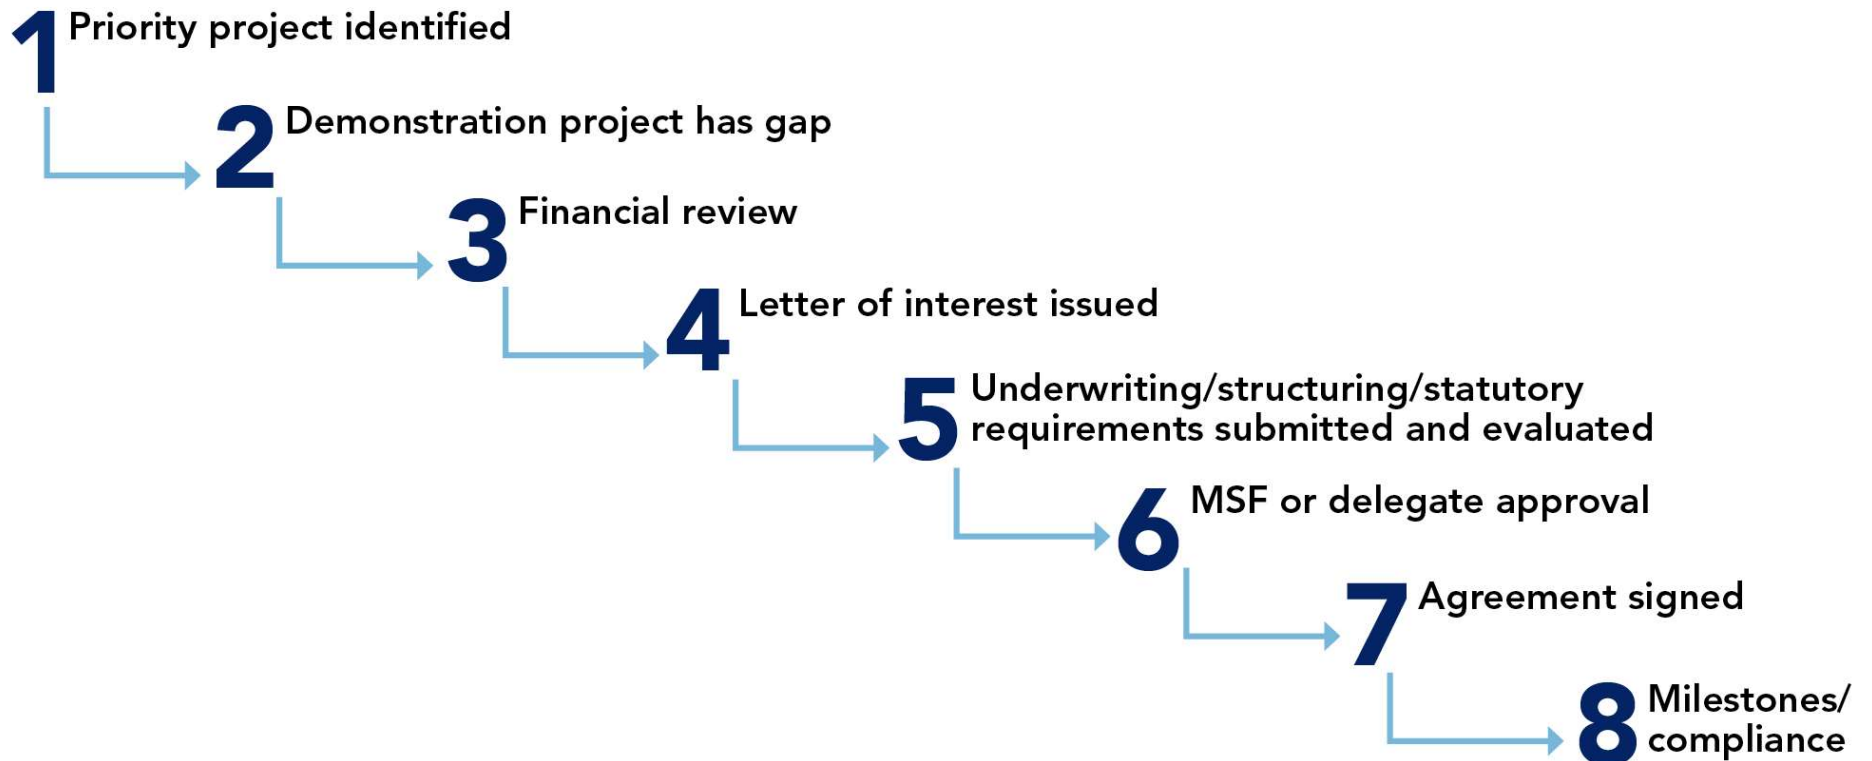 1 Priority project identified
2 Demonstration project has gap
3 Financial review
4 Letter of interest issued
5 Underwriting/structuring/statutory
requirements submitted and evaluated
6 MSF or delegate approval
7 Agreement signed
8 Milestones/
compliance